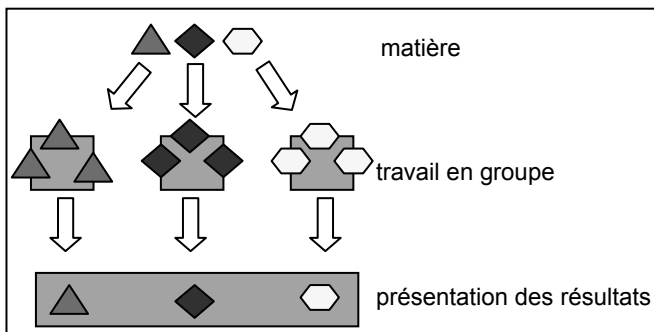 matière
travail en groupe
présentation des résultats